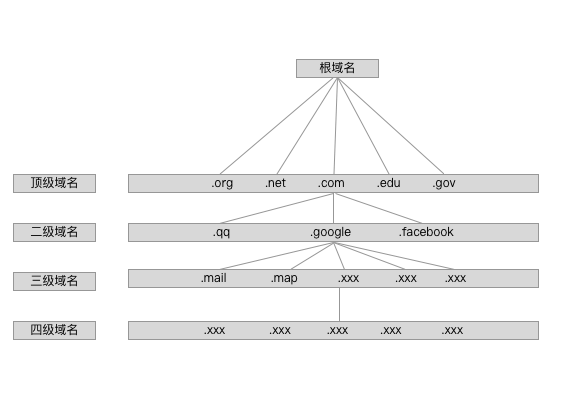 根域名
顶级域名 .org .net .com .edu .gov
二级域名 .qq .google .facebook
三级域名 .mail .map .xxx .xxx .xxx
四级域名 .xxx .xxx .xxx .xxx .xxx